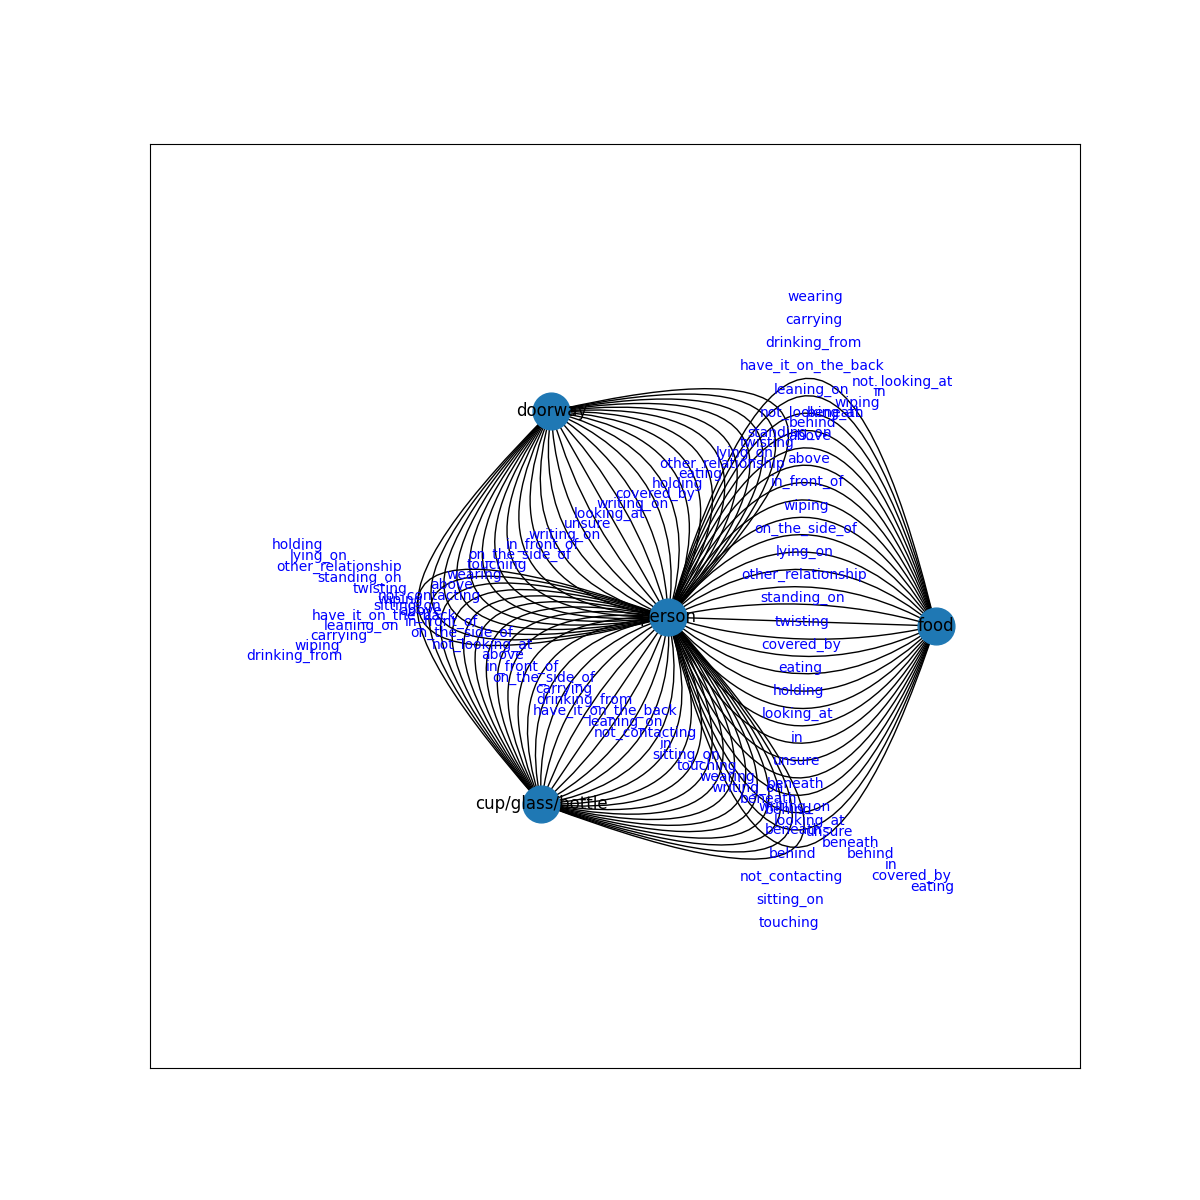 wearing
carrying
drinking_from
have_it_on_the_back
not_looking_at
leaning_on
in
wiping
doorway
not_looking_at
beneath
behind
standing_on
above
twisting
lying_on
above
other_relationship
eating
in_front_of
holding
covered_by
writing_on
wiping
looking_at
unsure
on_the_side_of
writing_on
in_front_of
holding
lying_on
on_the_side_of
lying_on
touching
other_relationship
wearing
other_relationship
standing_on
above
twisting
not_contacting
standing_on
wiping
sitting_on
above
have_it_on_the_back
person
in_front_of
twisting
leaning_on
food
carrying
on_the_side_of
wiping
not_looking_at
covered_by
drinking_from
above
in_front_of
eating
on_the_side_of
carrying
holding
drinking_from
have_it_on_the_back
looking_at
leaning_on
not_contacting
in
in
sitting_on
unsure
touching
wearing
beneath
writing_on
beneath
cup/glass/bottle
writing_on
behind
looking_at
beneath
unsure
beneath
behind
behind
in
not_contacting
covered_by
eating
sitting_on
touching